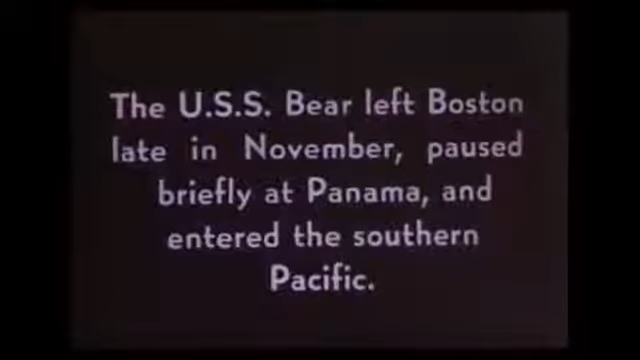 The U.S.S. Bear left Boston
late in November, paused
briefly at Panama, and
entered the southern
Pacific.